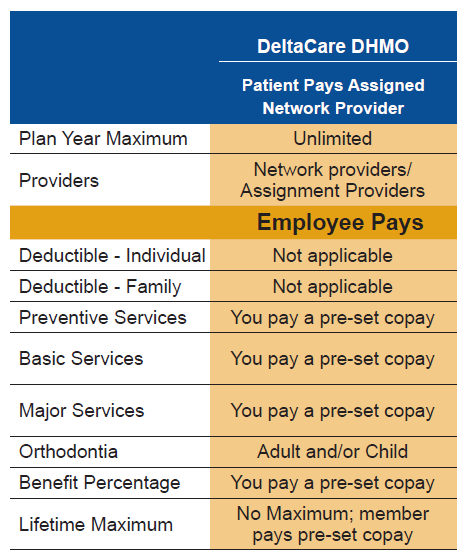 DeltaCare DHMO
Patient Pays Assigned
Network Provider
Plan Year Maximum Unlimited
Providers Network providers/
Assignment Providers
Employee Pays
Deductible - Individual Not applicable
Deductible - Family Not applicable
Preventive Services You pay a pre-set copay
Basic Services You pay a pre-set copay
Major Services You pay a pre-set copay
Orthodontia Adult and/or Child
Benefit Percentage You pay a pre-set copay
Lifetime Maximum No Maximum; member
pays pre-set copay